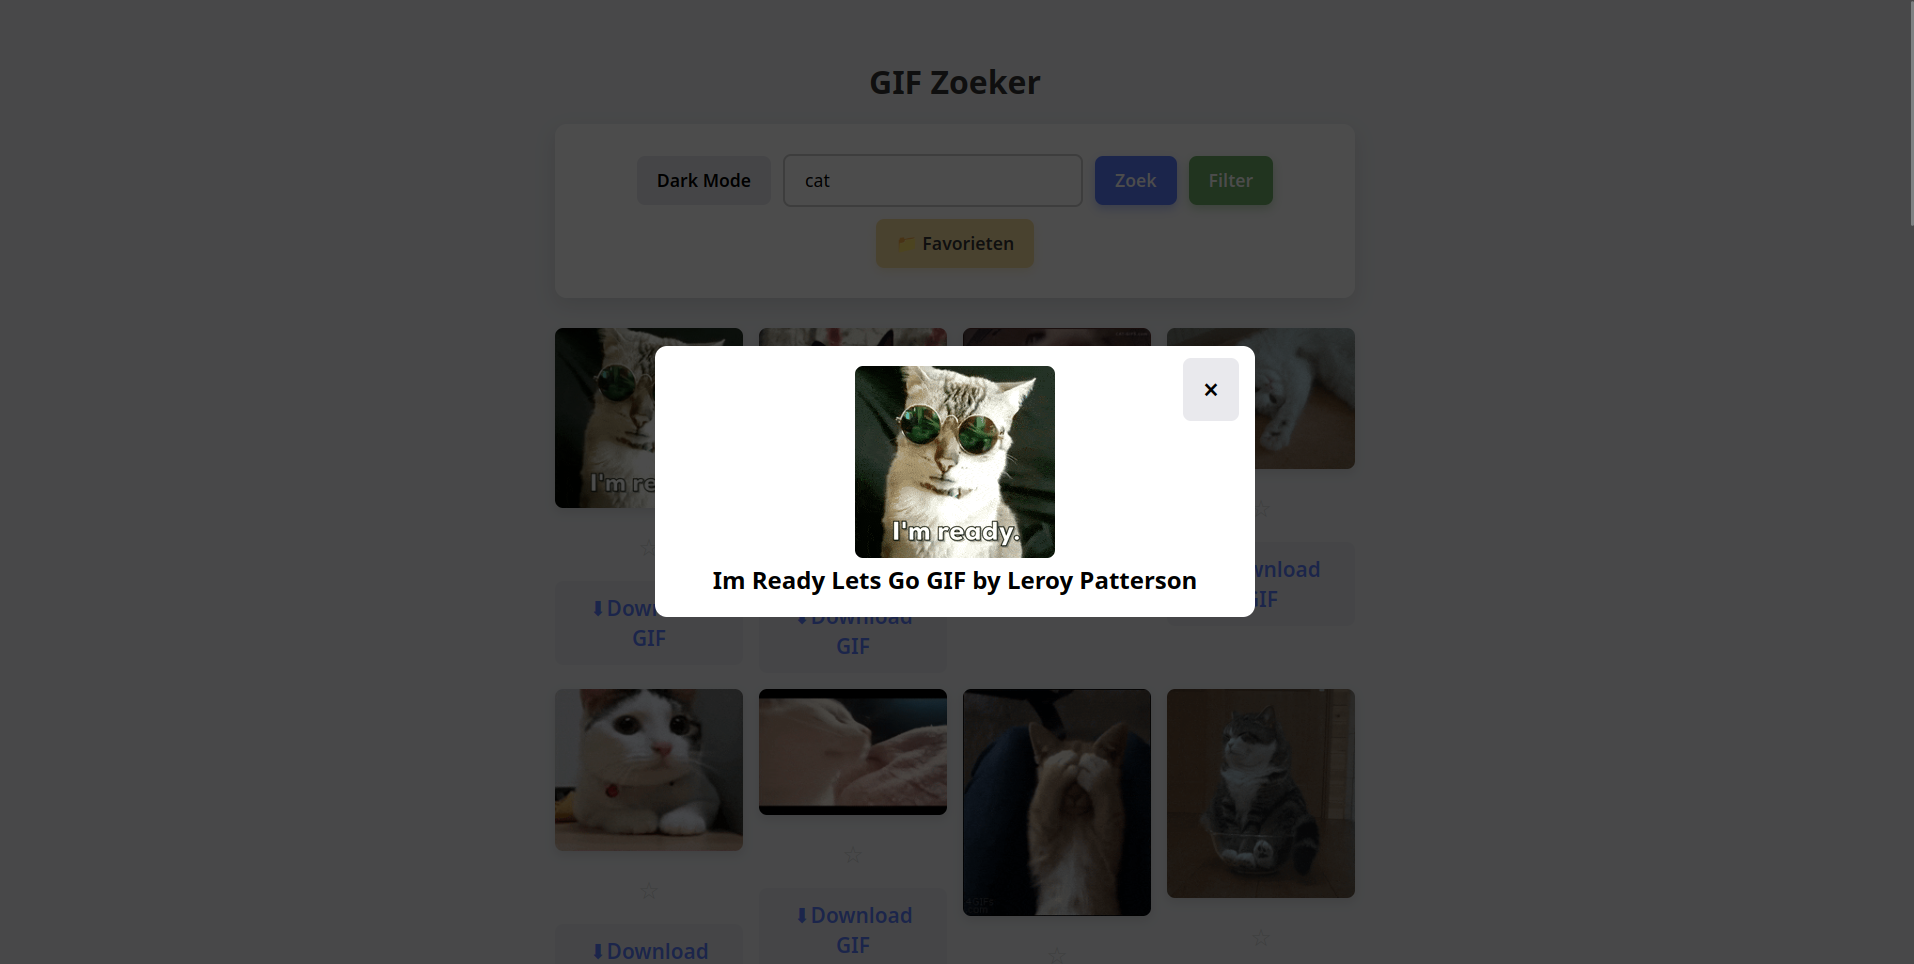 GIF Zoeker
Dark Mode
cat
Zoek
Filter
Favorieten
I'm re
×
I'm ready.
Im Ready Lets Go GIF by Leroy Patterson
⬇Dow
GIF
⬇Download
GIF
wnload
GIF
⬇Download
⬇Download
GIF